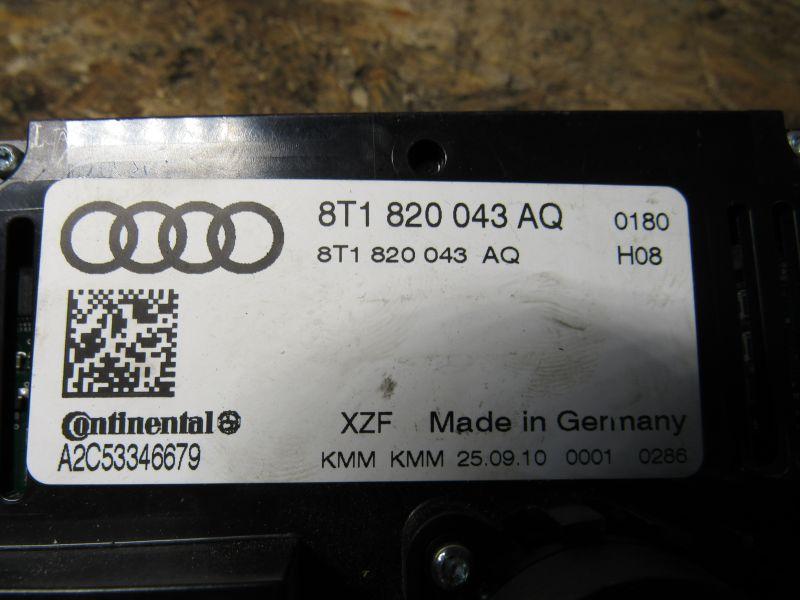 8T1 820 043 AQ 0180
8T1 820 043 AQ H08
Continental
XZF Made in Germany
A2C53346679
KMM KMM 25.09.10 0001 0286